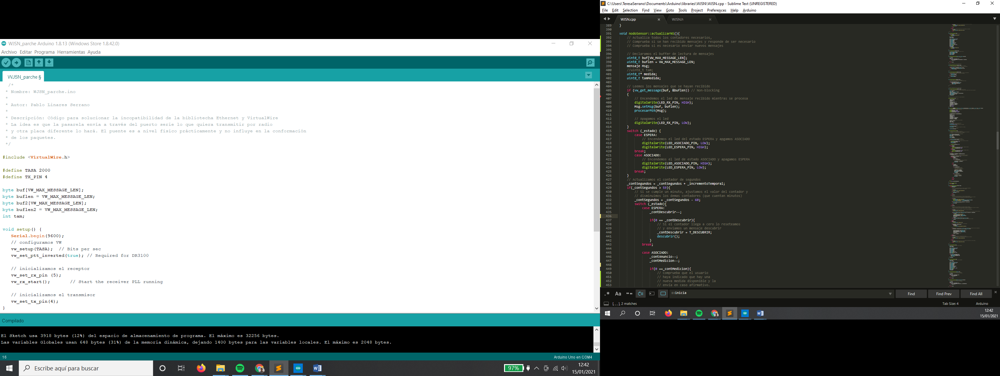 WJSN_parche Arduino 1.8.13 (Windows Store 1.8.42.0)
Archivo Editar Programa Herramientas Ayuda
WJSN_parche §
/*
* Nombre: WJSN_parche.ino
*
* Autor: Pablo Linares Serrano
*
* Descripción: Código para solucionar la incopatibilidad de la bibliotecha Ethernet y VirtualWire
* La idea es que la pasarela envía a través del puerto serie lo que quiera transmitir por radio
* y otra placa diferente lo hará. El puente es a nivel físico prácticamente y no influye en la conformación
* de los paquetes.
*/
#include <VirtualWire.h>
#define TASA 2000
#define TX_PIN 4
byte buf[VW_MAX_MESSAGE_LEN];
byte buflen = VW_MAX_MESSAGE_LEN;
byte buf2[VW_MAX_MESSAGE_LEN];
byte buflen2 = VW_MAX_MESSAGE_LEN;
int tam;
void setup() {
Serial.begin(9600);
// configuramos VW
vw_setup(TASA); // Bits per sec
vw_set_ptt_inverted(true); // Required for DR3100
// inicializamos el receptor
vw_set_rx_pin (5);
vw_rx_start(); // Start the receiver PLL running
// inicializamos el transmisor
vw_set_tx_pin(4);
}
Compilado
El Sketch usa 3918 bytes (12%) del espacio de almacenamiento de programa. El máximo es 32256 bytes.
Las variables Globales usan 648 bytes (31%) de la memoria dinámica, dejando 1400 bytes para las variables locales. El máximo es 2048 bytes.
16
Arduino Uno en COM4
Escribe aquí para buscar
97%
12:42
15/01/2021
C:\Users\TeresaSerrano\Documents\Arduino\libraries\WJSN\WJSN.cpp - Sublime Text (UNREGISTERED)
File Edit Selection Find View Goto Tools Project Preferences Help Arduino
WJSN.cpp
WJSN.h
389 }
390
391 void nodoSensor::actualizarNS(){
392 // Actualiza todos los contadores necesarios,
393 // Comprueba si se han recibido mensajes y responde de ser necesario
394 // Comprueba si es necesario enviar nuevos mensajes
395
396 // Declaramos el buffer de lectura de mensajes
397 uint8_t buf[VW_MAX_MESSAGE_LEN];
398 uint8_t buflen = VW_MAX_MESSAGE_LEN;
399 mensaje Msg;
400 //uint8_t tam;
401 uint8_t* medida;
402 uint8_t tamMedida;
403
404 // Leemos los mensajes que se hayan recibido
405 if (vw_get_message(buf, &buflen)) // Non-blocking
406 {
407 // Encendemos el led de mensaje recibido mientras se procesa
408 digitalWrite(LED_RX_PIN, HIGH);
409 Msg.setMsg(buf, buflen);
410 procesarPER(Msg);
411
412 // Apagamos el led
413 digitalWrite(LED_RX_PIN, LOW);
414 }
415 switch (_estado) {
416 case ESPERA:
417 // Encendemos el led del estado ESPERA y apgamos ASOCIADO
418 digitalWrite(LED_ASOCIADO_PIN, LOW);
419 digitalWrite(LED_ESPERA_PIN, HIGH);
420 break;
421 case ASOCIADO:
422 // Encendemos el led de estado ASOCIADO y apagamos ESPERA
423 digitalWrite(LED_ASOCIADO_PIN, HIGH);
424 digitalWrite(LED_ESPERA_PIN, LOW);
425 break;
426 }
427 // Actualizamos el contador de segundos
428 _contSegundos = _contSegundos + _incrementoTemporal;
429 if(_contSegundos > 59){
430 // Si se cumple un minuto, ajustamos el valor del contador y
431 // disminuimos los demas contadores (que cuentan minutos)
432 _contSegundos = _contSegundos - 60;
433 switch (_estado){
434 case ESPERA:
435 _contDescubrir--;
436
437 if(0 == _contDescubrir){
438 // Si el contador llega a cero lo reseteamos
439 // y enviamos un mensaje descubrir
440 _contDescubrir = T_DESCUBRIR;
441 descubrir();
442 }
443 break;
444
445 case ASOCIADO:
446 _contAnuncio--;
447 _contMedicion--;
448
449 if(0 ==_contMedicion){
450 // Comprueba que el usuario
451 // haya indicado que hay una
452 // nueva medida disponible y la
453 // envía en caso afirmativo.
.* Aa “” ::inicia Find Find Prev Find All
[, , , ], 2 matches
Tab Size: 4
Arduino
12:42
15/01/2021